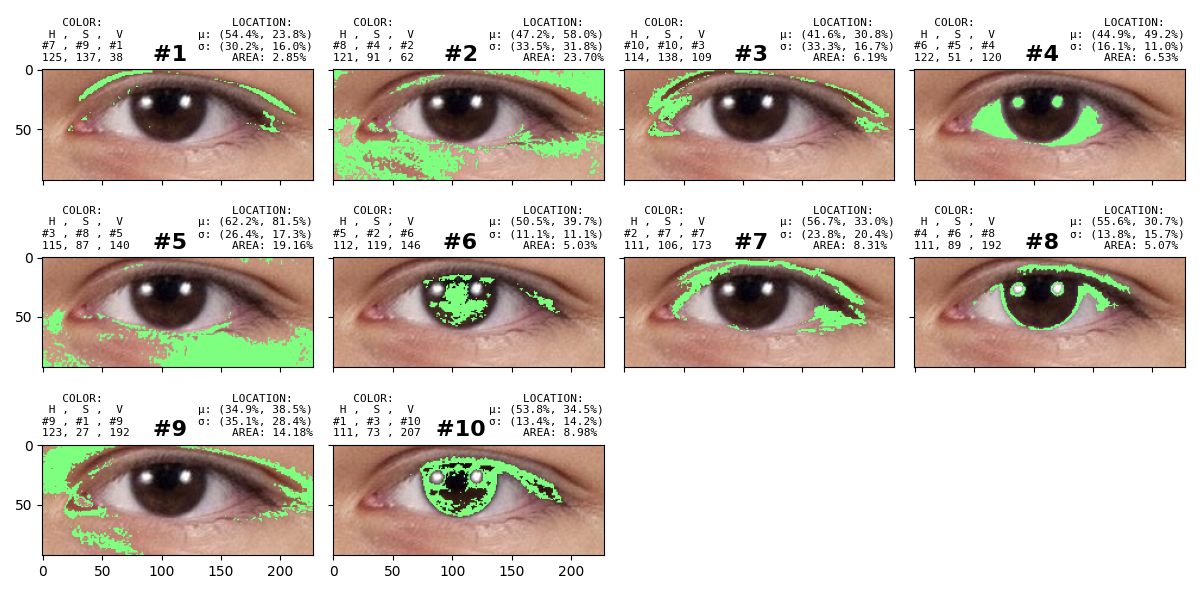 COLOR: LOCATION:
H , S , V μ: (54.4%, 23.8%)
#7 , #9 , #1 #1 σ: (30.2%, 16.0%)
125, 137, 38 AREA: 2.85%
COLOR: LOCATION:
H , S , V μ: (47.2%, 58.0%)
#8 , #4 , #2 #2 σ: (33.5%, 31.8%)
121, 91 , 62 AREA: 23.70%
COLOR: LOCATION:
H , S , V μ: (41.6%, 30.8%)
#10, #10, #3 #3 σ: (33.3%, 16.7%)
114, 138, 109 AREA: 6.19%
COLOR: LOCATION:
H , S , V μ: (44.9%, 49.2%)
#6 , #5 , #4 #4 σ: (16.1%, 11.0%)
122, 51 , 120 AREA: 6.53%
0
50
COLOR: LOCATION:
H , S , V μ: (62.2%, 81.5%)
#3 , #8 , #5 #5 σ: (26.4%, 17.3%)
115, 87 , 140 AREA: 19.16%
COLOR: LOCATION:
H , S , V μ: (50.5%, 39.7%)
#5 , #2 , #6 #6 σ: (11.1%, 11.1%)
112, 119, 146 AREA: 5.03%
COLOR: LOCATION:
H , S , V μ: (56.7%, 33.0%)
#2 , #7 , #7 #7 σ: (23.8%, 20.4%)
111, 106, 173 AREA: 8.31%
COLOR: LOCATION:
H , S , V μ: (55.6%, 30.7%)
#4 , #6 , #8 #8 σ: (13.8%, 15.7%)
111, 89 , 192 AREA: 5.07%
0
50
COLOR: LOCATION:
H , S , V μ: (34.9%, 38.5%)
#9 , #1 , #9 #9 σ: (35.1%, 28.4%)
123, 27 , 192 AREA: 14.18%
COLOR: LOCATION:
H , S , V μ: (53.8%, 34.5%)
#1 , #3 , #10 #10 σ: (13.4%, 14.2%)
111, 73 , 207 AREA: 8.98%
0
50
0 50 100 150 200
0 50 100 150 200